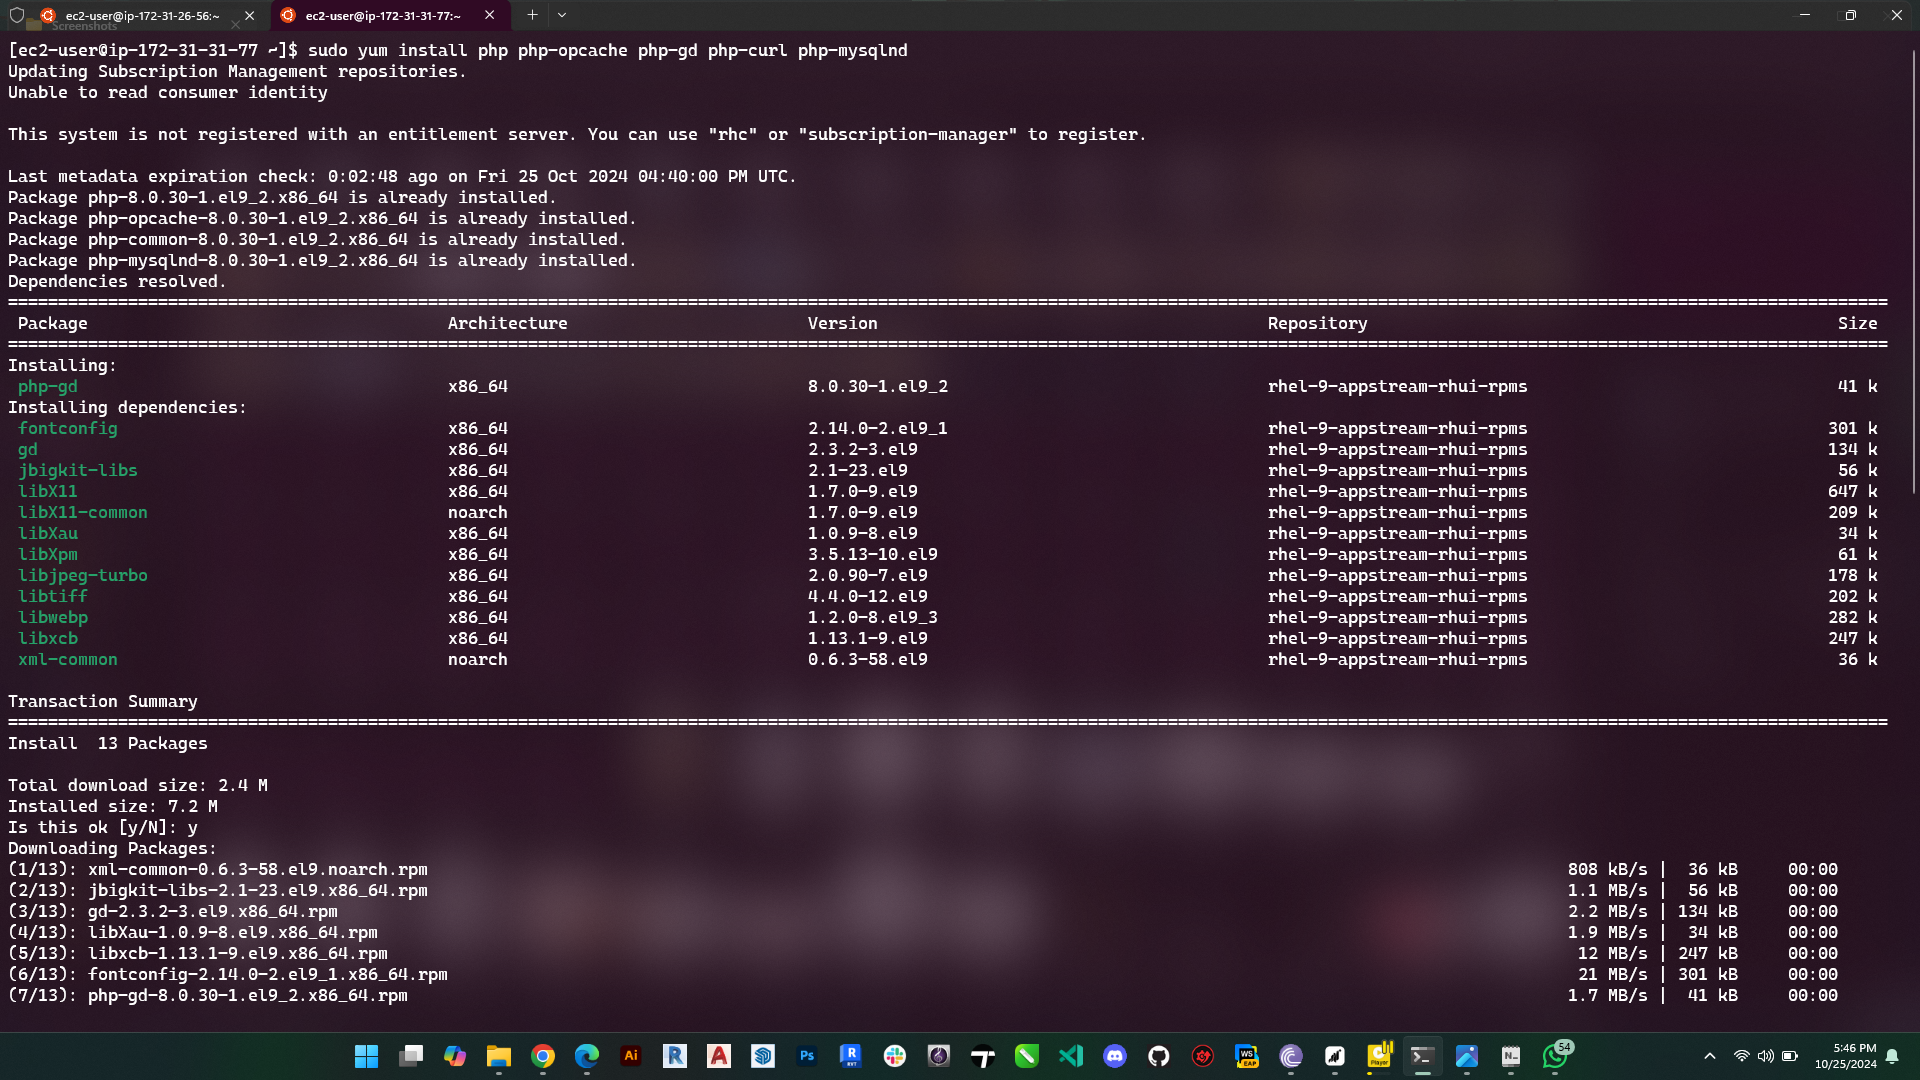 ec2-user@ip-172-31-26-56:~
ec2-user@ip-172-31-31-77:~
Screenshots
[ec2-user@ip-172-31-31-77 ~]$ sudo yum install php php-opcache php-gd php-curl php-mysqlnd
Updating Subscription Management repositories.
Unable to read consumer identity
This system is not registered with an entitlement server. You can use "rhc" or "subscription-manager" to register.
Last metadata expiration check: 0:02:48 ago on Fri 25 Oct 2024 04:40:00 PM UTC.
Package php-8.0.30-1.el9_2.x86_64 is already installed.
Package php-opcache-8.0.30-1.el9_2.x86_64 is already installed.
Package php-common-8.0.30-1.el9_2.x86_64 is already installed.
Package php-mysqlnd-8.0.30-1.el9_2.x86_64 is already installed.
Dependencies resolved.
================================================================================
Package Architecture Version Repository Size
================================================================================
Installing:
php-gd x86_64 8.0.30-1.el9_2 rhel-9-appstream-rhui-rpms 41 k
Installing dependencies:
fontconfig x86_64 2.14.0-2.el9_1 rhel-9-appstream-rhui-rpms 301 k
gd x86_64 2.3.2-3.el9 rhel-9-appstream-rhui-rpms 134 k
jbigkit-libs x86_64 2.1-23.el9 rhel-9-appstream-rhui-rpms 56 k
libX11 x86_64 1.7.0-9.el9 rhel-9-appstream-rhui-rpms 647 k
libX11-common noarch 1.7.0-9.el9 rhel-9-appstream-rhui-rpms 209 k
libXau x86_64 1.0.9-8.el9 rhel-9-appstream-rhui-rpms 34 k
libXpm x86_64 3.5.13-10.el9 rhel-9-appstream-rhui-rpms 61 k
libjpeg-turbo x86_64 2.0.90-7.el9 rhel-9-appstream-rhui-rpms 178 k
libtiff x86_64 4.4.0-12.el9 rhel-9-appstream-rhui-rpms 202 k
libwebp x86_64 1.2.0-8.el9_3 rhel-9-appstream-rhui-rpms 282 k
libxcb x86_64 1.13.1-9.el9 rhel-9-appstream-rhui-rpms 247 k
xml-common noarch 0.6.3-58.el9 rhel-9-appstream-rhui-rpms 36 k
Transaction Summary
================================================================================
Install 13 Packages
Total download size: 2.4 M
Installed size: 7.2 M
Is this ok [y/N]: y
Downloading Packages:
(1/13): xml-common-0.6.3-58.el9.noarch.rpm 808 kB/s | 36 kB 00:00
(2/13): jbigkit-libs-2.1-23.el9.x86_64.rpm 1.1 MB/s | 56 kB 00:00
(3/13): gd-2.3.2-3.el9.x86_64.rpm 2.2 MB/s | 134 kB 00:00
(4/13): libXau-1.0.9-8.el9.x86_64.rpm 1.9 MB/s | 34 kB 00:00
(5/13): libxcb-1.13.1-9.el9.x86_64.rpm 12 MB/s | 247 kB 00:00
(6/13): fontconfig-2.14.0-2.el9_1.x86_64.rpm 21 MB/s | 301 kB 00:00
(7/13): php-gd-8.0.30-1.el9_2.x86_64.rpm 1.7 MB/s | 41 kB 00:00
Ai R A Ps R RVT WS EAP Player N 54
5:46 PM
10/25/2024